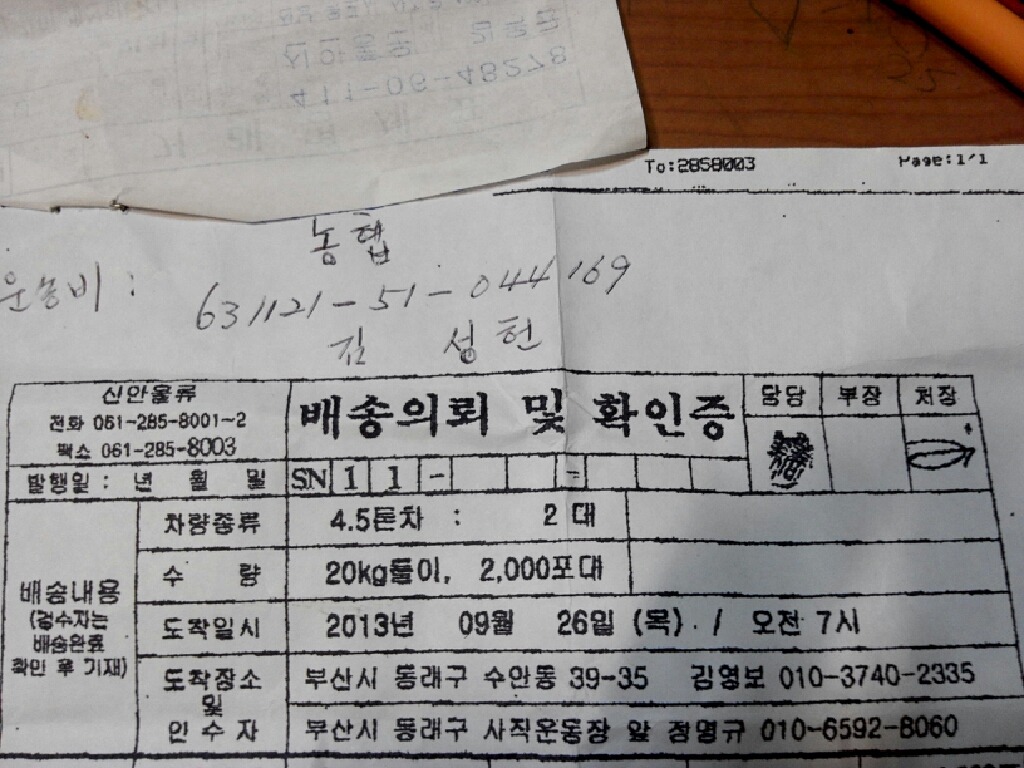 411-06-48278
To:2858003 Page:1/1
농협
운송비 :
631121-51-044169
김 성헌
신안물류
전화 061-285-8001~2
팩스 061-285-8003
배송의뢰 및 확인증
담당 부장 처장
발행일 : 년 월 일 SN 1 1 - -
배송내용
(검수자는
배송완료
확인 후 기재)
차량종류 4.5톤차 : 2 대
수 량 20kg들이, 2,000포대
도착일시 2013년 09월 26일 (목) / 오전 7시
도착장소
및
인 수 자
부산시 동래구 수안동 39-35 김영보 010-3740-2335
부산시 동래구 사직운동장 앞 정명규 010-6592-8060